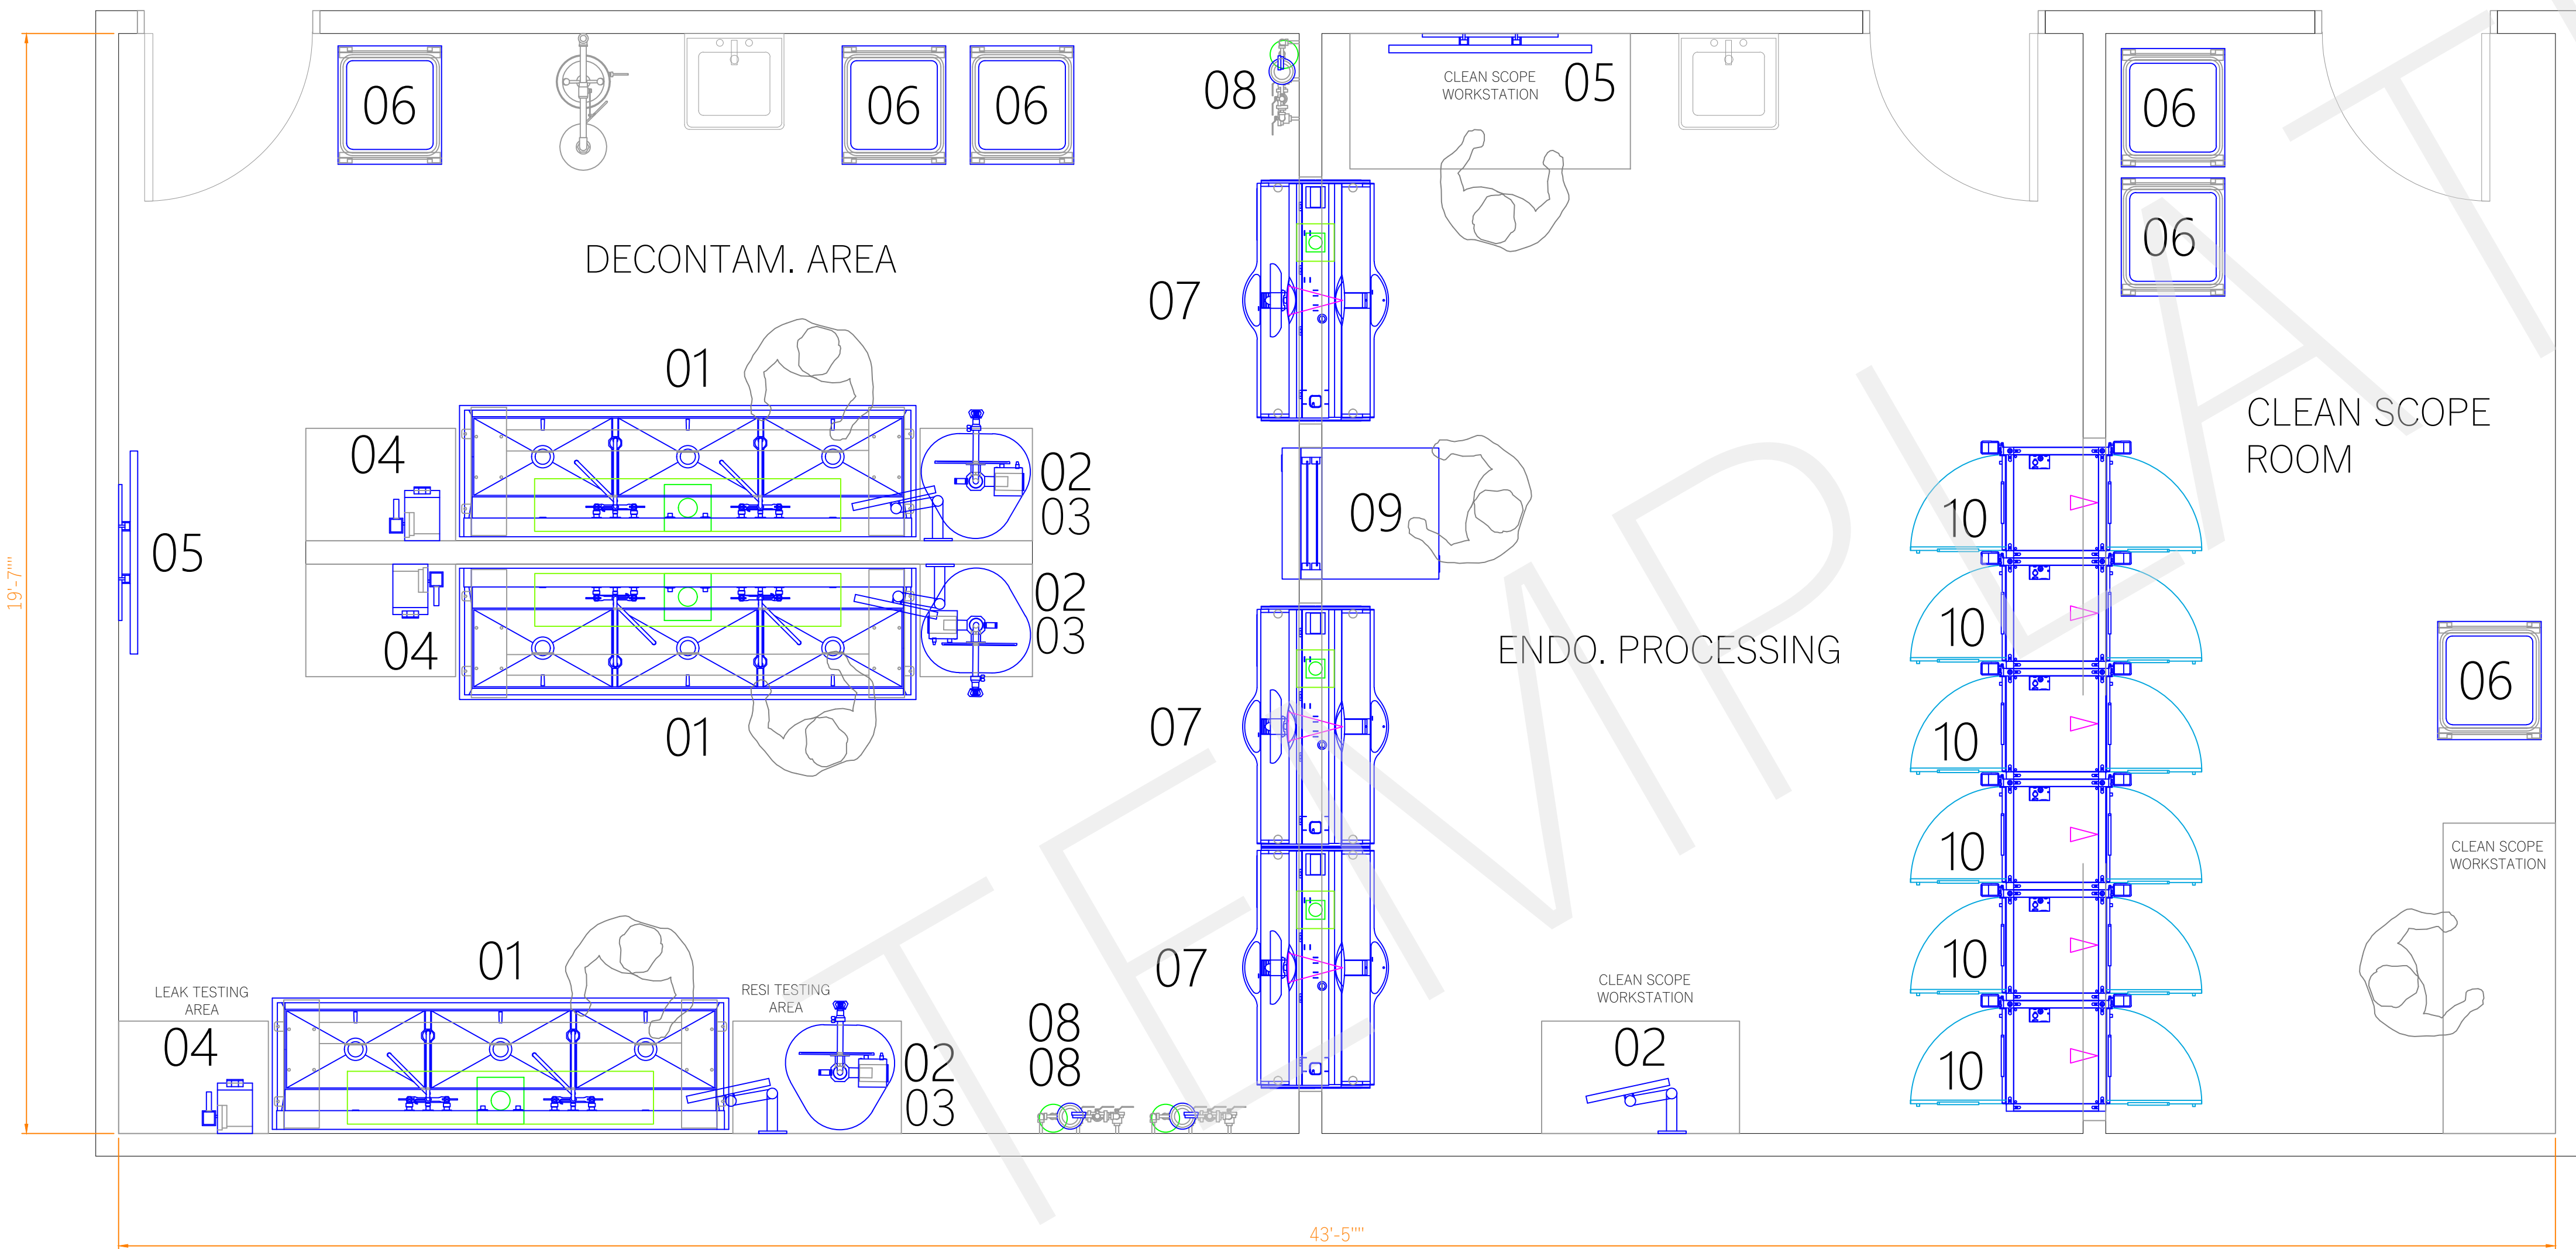 06
06
06
08
CLEAN SCOPE
WORKSTATION
05
06
06
DECONTAM. AREA
07
01
04
02
03
05
04
02
03
01
09
CLEAN SCOPE
ROOM
10
10
10
10
10
10
ENDO. PROCESSING
06
07
07
CLEAN SCOPE
WORKSTATION
01
LEAK TESTING
AREA
04
RESI TESTING
AREA
02
03
08
08
CLEAN SCOPE
WORKSTATION
02
19'-7""
43'-5""
TEMPLAT